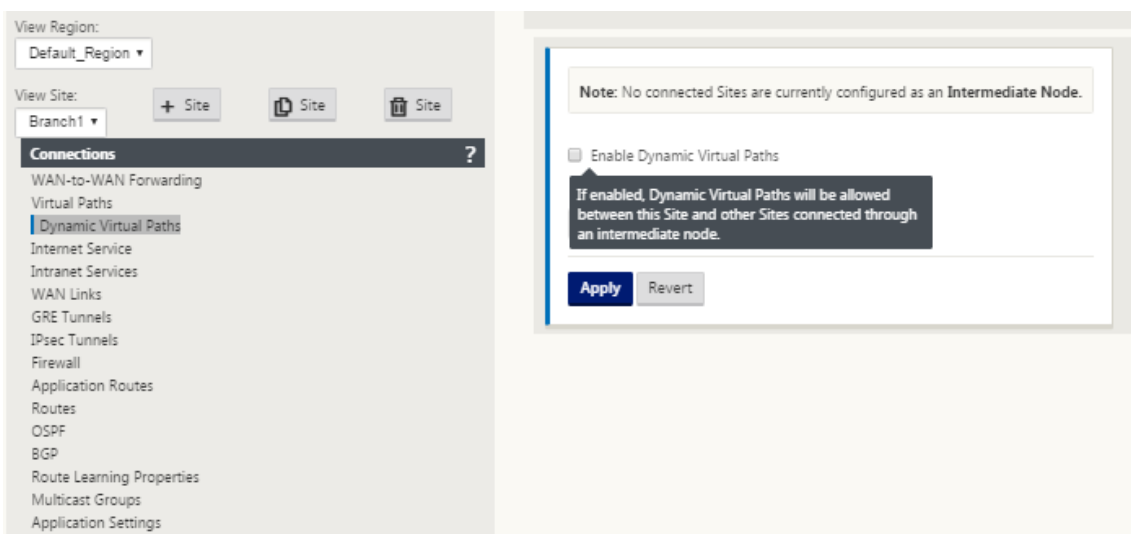 View Region:
Default_Region ▾
View Site:
Branch1 ▾
+ Site
Site
Site
Connections ?
WAN-to-WAN Forwarding
Virtual Paths
Dynamic Virtual Paths
Internet Service
Intranet Services
WAN Links
GRE Tunnels
IPsec Tunnels
Firewall
Application Routes
Routes
OSPF
BGP
Route Learning Properties
Multicast Groups
Application Settings
Note: No connected Sites are currently configured as an Intermediate Node.
Enable Dynamic Virtual Paths
If enabled, Dynamic Virtual Paths will be allowed
between this Site and other Sites connected through
an intermediate node.
Apply Revert